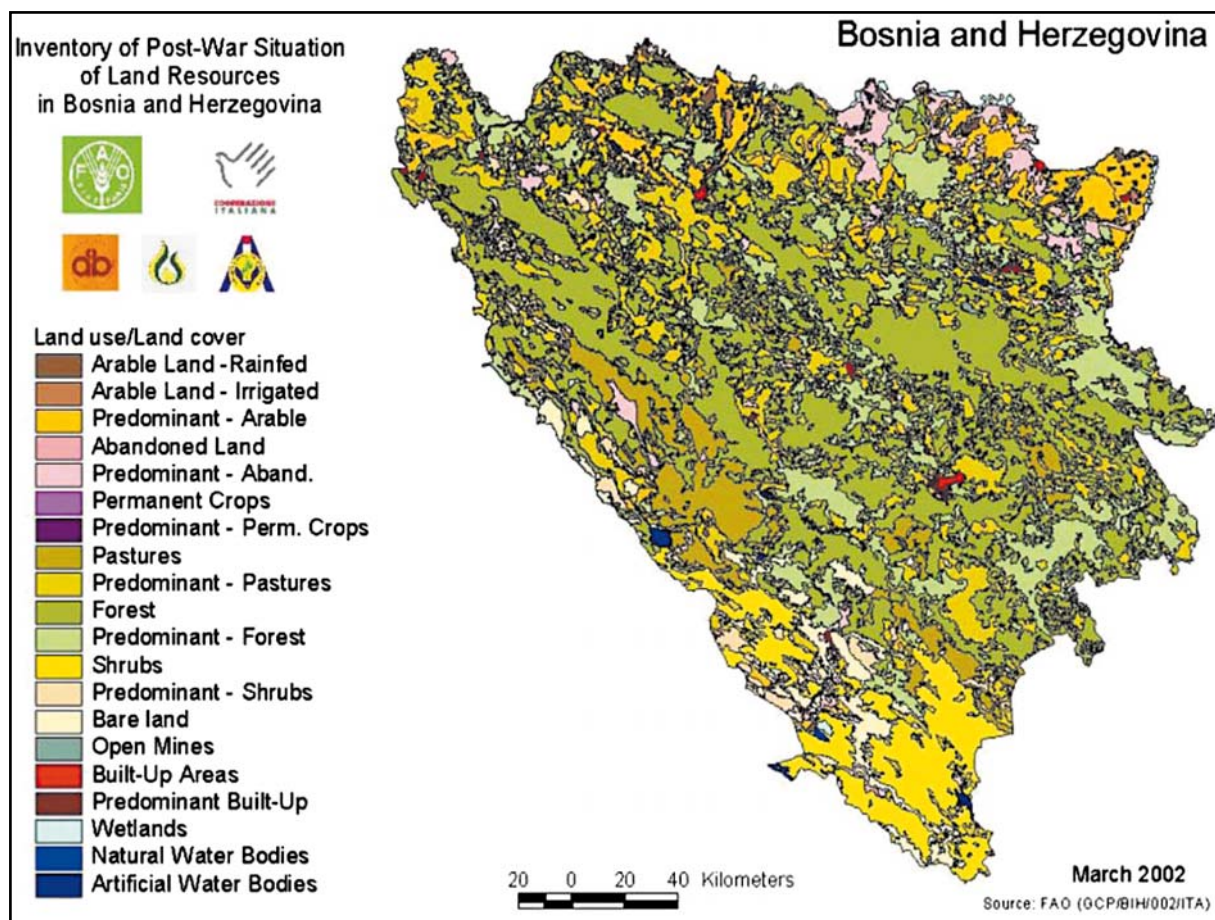 Inventory of Post-War Situation
of Land Resources
in Bosnia and Herzegovina
Bosnia and Herzegovina
F A O
COOPERAZIONE
ITALIANA
Land use/Land cover
Arable Land -Rainfed
Arable Land - Irrigated
Predominant - Arable
Abandoned Land
Predominant - Aband.
Permanent Crops
Predominant - Perm. Crops
Pastures
Predominant - Pastures
Forest
Predominant - Forest
Shrubs
Predominant - Shrubs
Bare land
Open Mines
Built-Up Areas
Predominant Built-Up
Wetlands
Natural Water Bodies
Artificial Water Bodies
20 0 20 40 Kilometers
March 2002
Source: FAO (GCP/BIH/002/ITA)